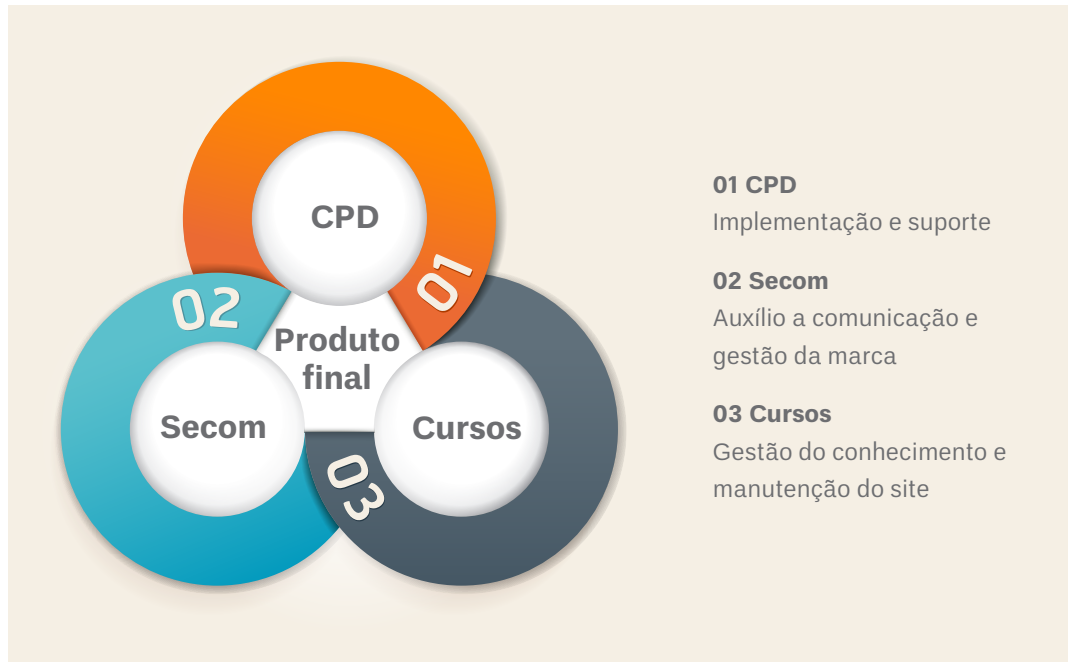 CPD
01
02
Produto
final
Secom
Cursos
03
01 CPD
Implementação e suporte
02 Secom
Auxílio a comunicação e
gestão da marca
03 Cursos
Gestão do conhecimento e
manutenção do site